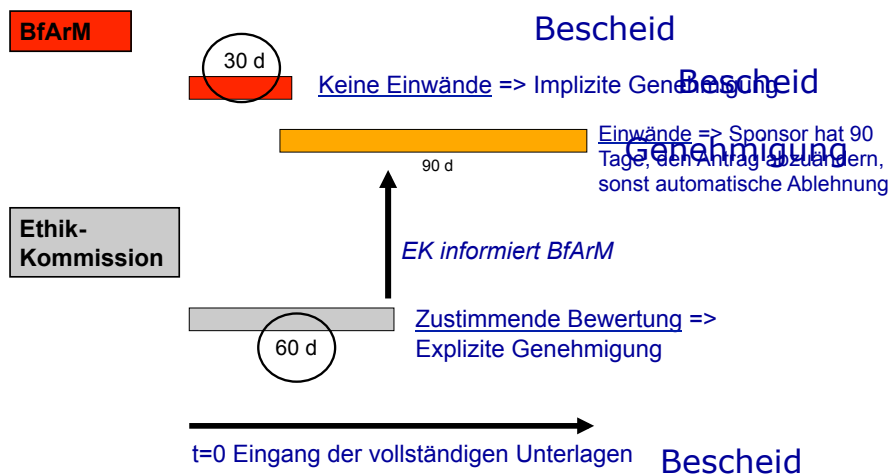 BfArM
Bescheid
30 d
Keine Einwände => Implizite Genehmigung
Bescheid
Einwände => Sponsor hat 90
Tage, den Antrag abzuändern,
sonst automatische Ablehnung
Genehmigung
90 d
Ethik-
Kommission
EK informiert BfArM
Zustimmende Bewertung =>
Explizite Genehmigung
60 d
t=0 Eingang der vollständigen Unterlagen
Bescheid